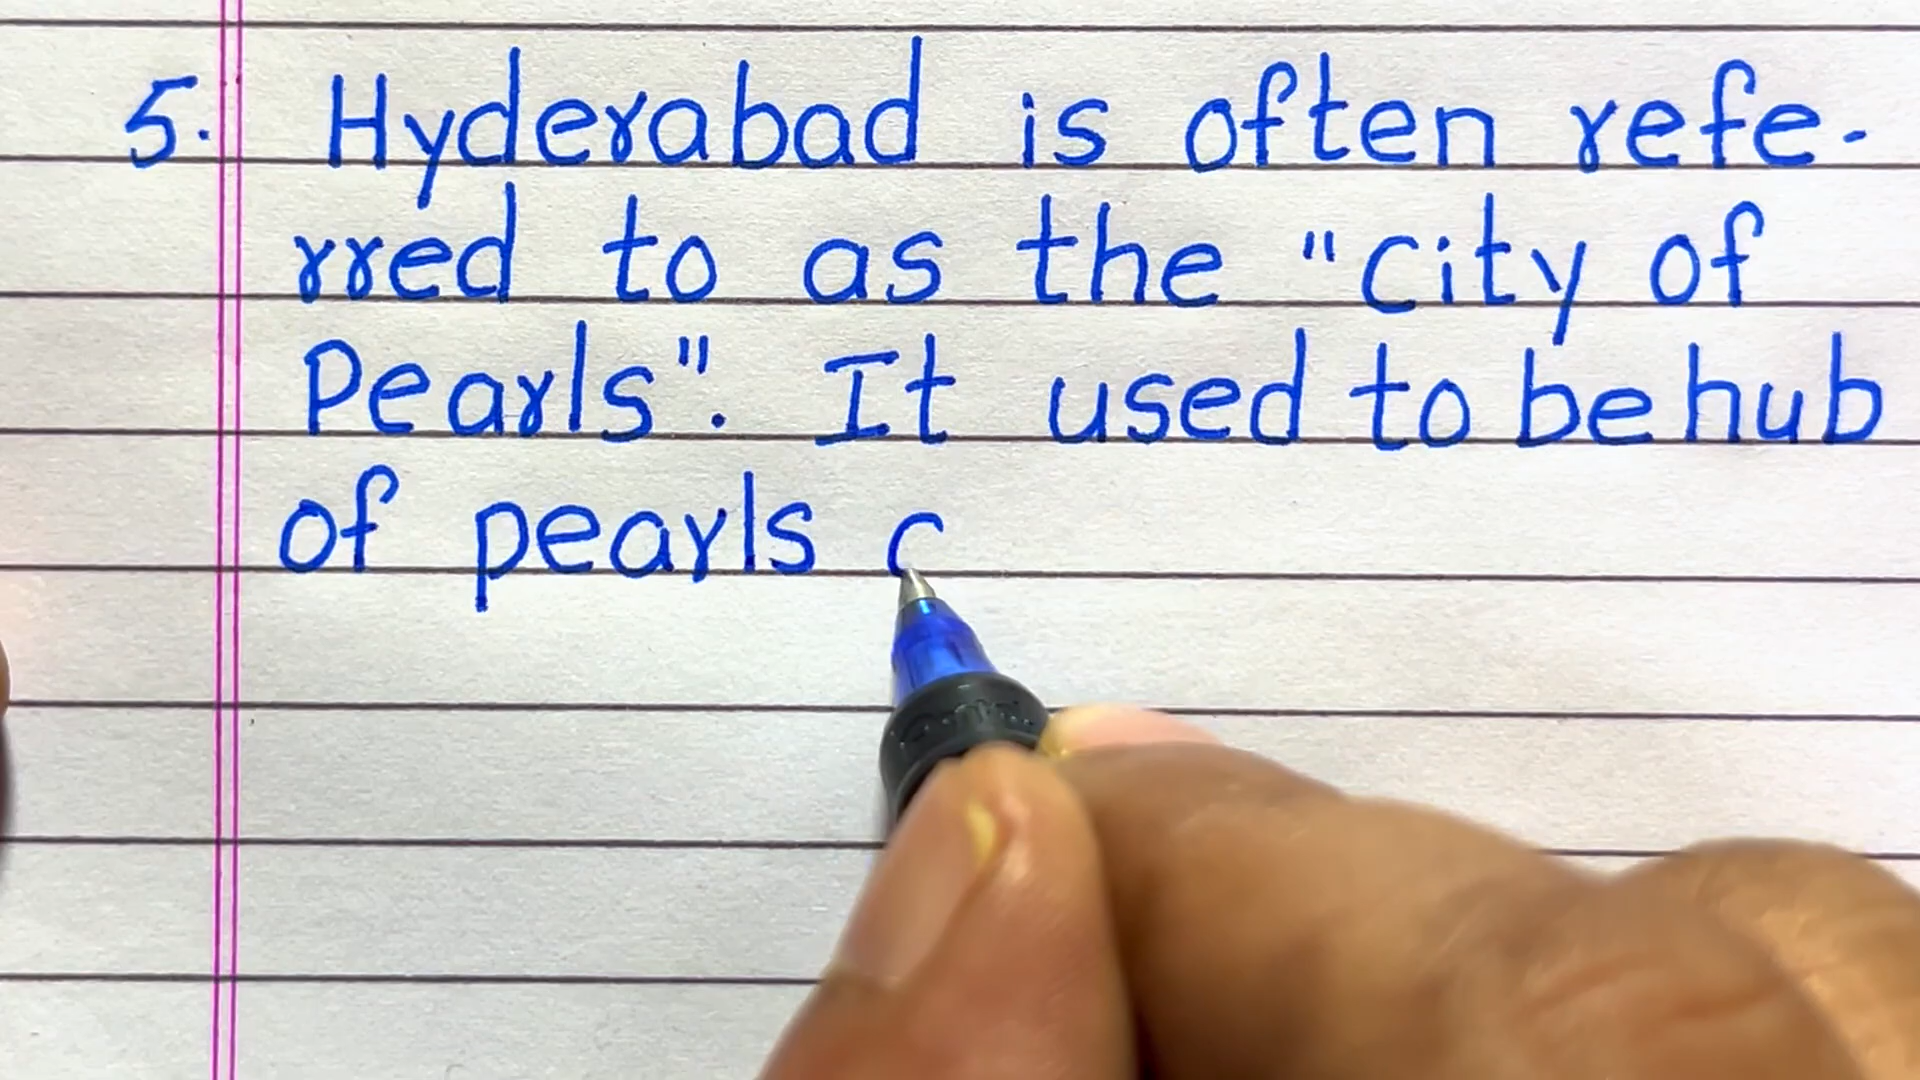 5. Hyderabad is often refe-
rred to as the "city of
Pearls". It used to be hub
of pearls